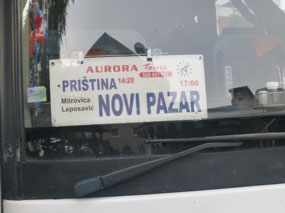 AURORA Tours
PRIŠTINA 14:20 17:00
Mitrovica
Leposavić
NOVI PAZAR